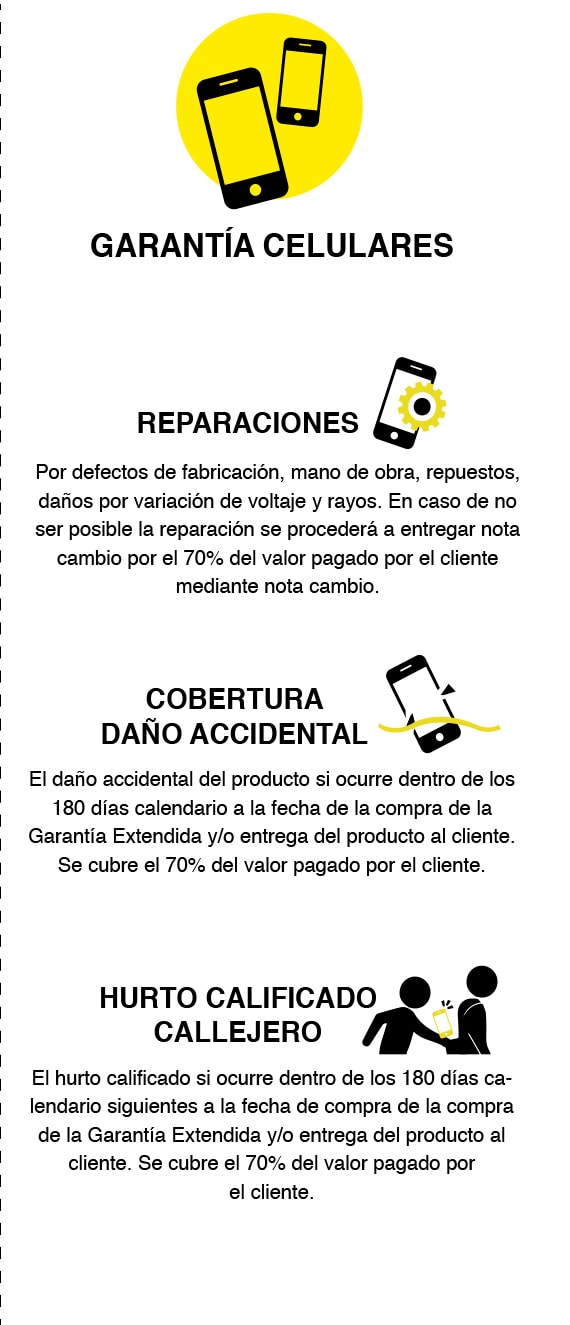 GARANTÍA CELULARES
REPARACIONES
Por defectos de fabricación, mano de obra, repuestos,
daños por variación de voltaje y rayos. En caso de no
ser posible la reparación se procederá a entregar nota
cambio por el 70% del valor pagado por el cliente
mediante nota cambio.
COBERTURA
DAÑO ACCIDENTAL
El daño accidental del producto si ocurre dentro de los
180 días calendario a la fecha de la compra de la
Garantía Extendida y/o entrega del producto al cliente.
Se cubre el 70% del valor pagado por el cliente.
HURTO CALIFICADO
CALLEJERO
El hurto calificado si ocurre dentro de los 180 días ca-
lendario siguientes a la fecha de compra de la compra
de la Garantía Extendida y/o entrega del producto al
cliente. Se cubre el 70% del valor pagado por
el cliente.